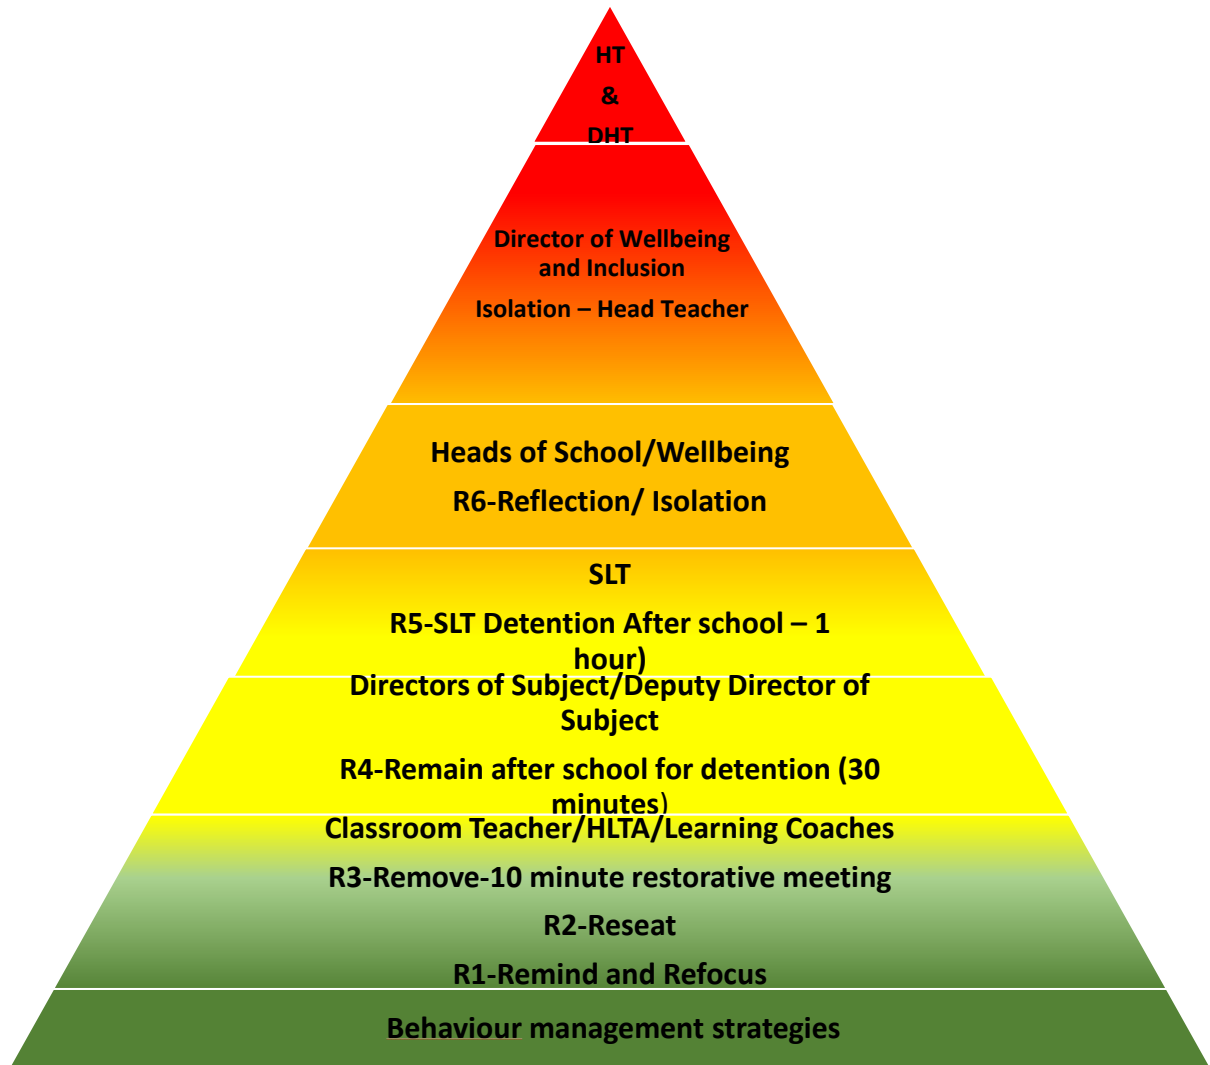 HT
&
DHT
Director of Wellbeing
and Inclusion
Isolation – Head Teacher
Heads of School/Wellbeing
R6-Reflection/ Isolation
SLT
R5-SLT Detention After school – 1
hour)
Directors of Subject/Deputy Director of
Subject
R4-Remain after school for detention (30
minutes)
Classroom Teacher/HLTA/Learning Coaches
R3-Remove-10 minute restorative meeting
R2-Reseat
R1-Remind and Refocus
Behaviour management strategies